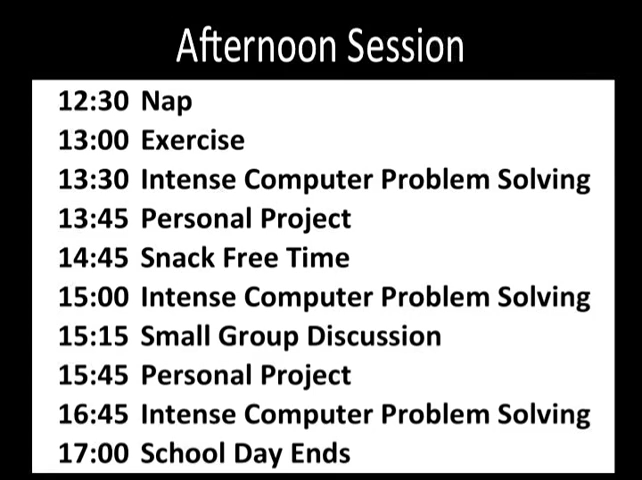 Afternoon Session
12:30 Nap
13:00 Exercise
13:30 Intense Computer Problem Solving
13:45 Personal Project
14:45 Snack Free Time
15:00 Intense Computer Problem Solving
15:15 Small Group Discussion
15:45 Personal Project
16:45 Intense Computer Problem Solving
17:00 School Day Ends